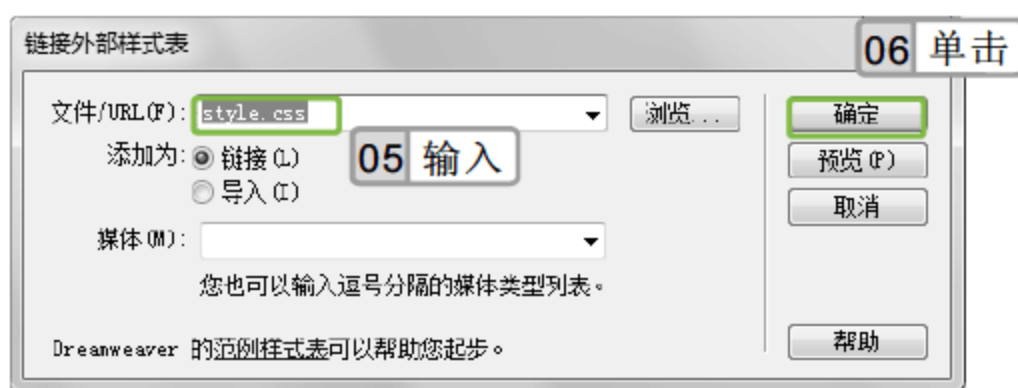 链接外部样式表
06 单击
文件/URL(F): style.css 浏览... 确定
05 输入
添加为: 链接(L) 预览(P)
导入(I) 取消
媒体(M):
您也可以输入逗号分隔的媒体类型列表。
Dreamweaver 的范例样式表可以帮助您起步。 帮助